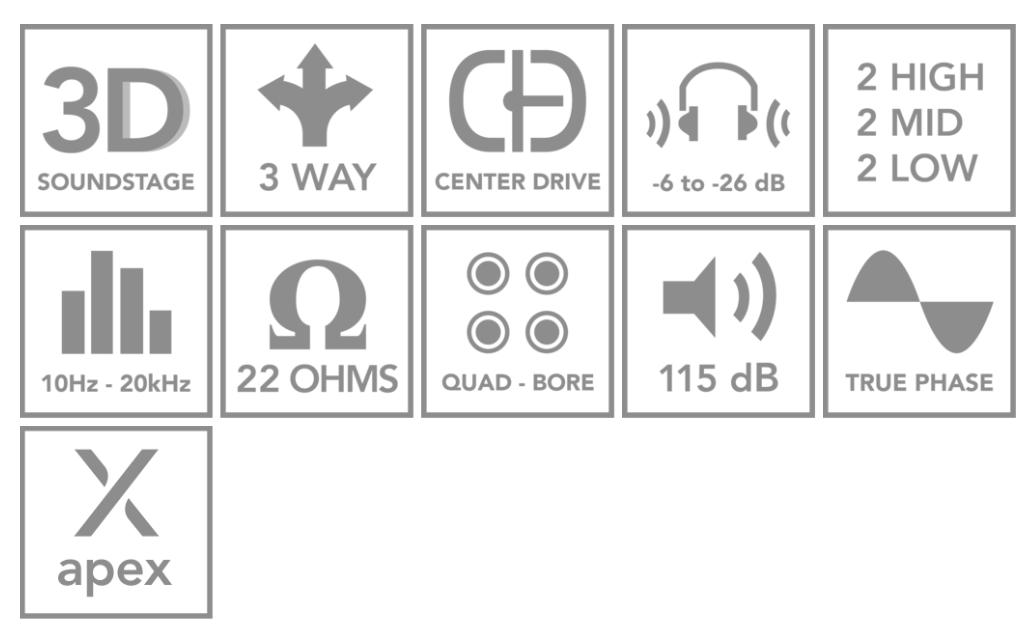 3D
SOUNDSTAGE
3 WAY
CENTER DRIVE
-6 to -26 dB
2 HIGH
2 MID
2 LOW
10Hz - 20kHz
Ω
22 OHMS
QUAD - BORE
115 dB
TRUE PHASE
apex